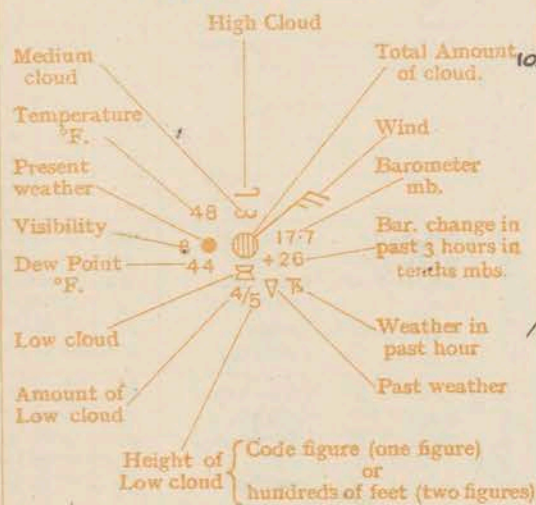 High Cloud
Medium
cloud
Total Amount
of cloud.
10
Temperature
°F.
Wind
Present
weather
Barometer
mb.
48
Visibility
8
17.7
Bar. change in
past 3 hours in
tenths mbs.
Dew Point
°F.
44
+26
4/5
Low cloud
Weather in
past hour
Amount of
Low cloud
Past weather
Height of
Low cloud
Code figure (one figure)
or
hundreds of feet (two figures)